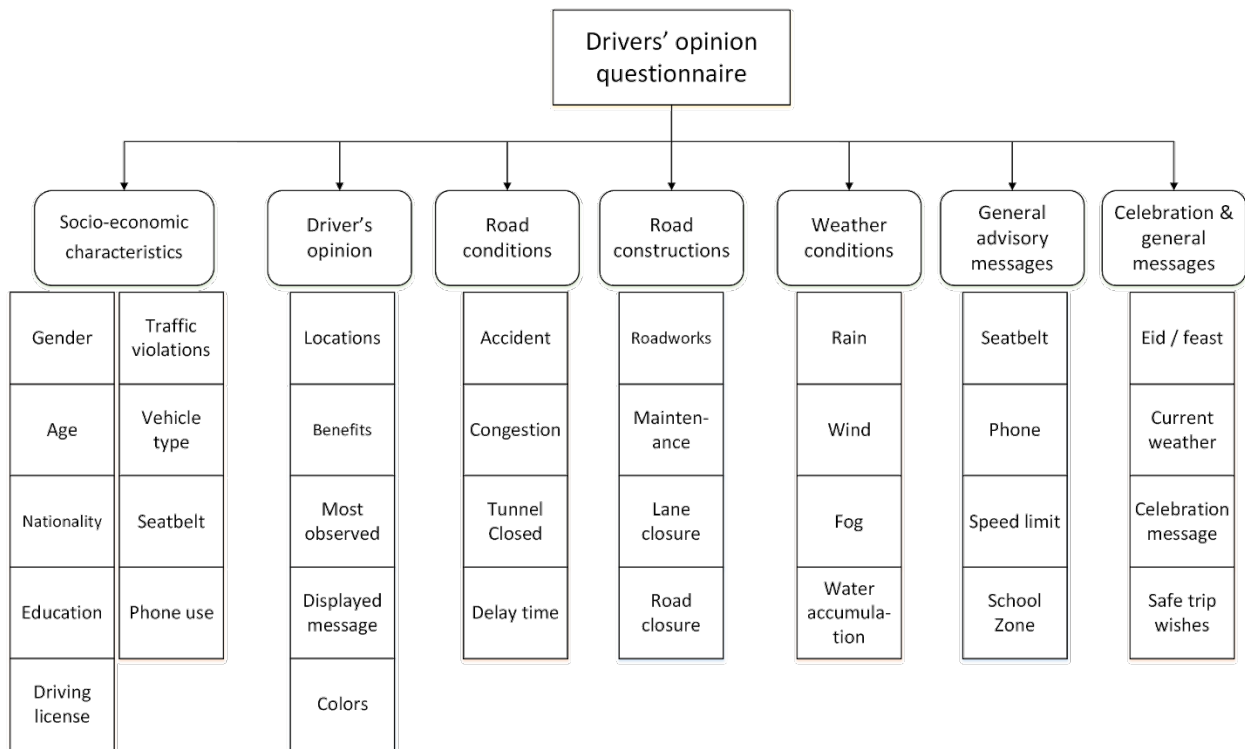 Drivers’ opinion
questionnaire
Socio-economic
characteristics
Driver’s
opinion
Road
conditions
Road
constructions
Weather
conditions
General
advisory
messages
Celebration &
general
messages
Gender
Age
Nationality
Education
Driving
license
Traffic
violations
Vehicle
type
Seatbelt
Phone use
Locations
Benefits
Most
observed
Displayed
message
Colors
Accident
Congestion
Tunnel
Closed
Delay time
Roadworks
Mainten-
ance
Lane
closure
Road
closure
Rain
Wind
Fog
Water
accumula-
tion
Seatbelt
Phone
Speed limit
School
Zone
Eid / feast
Current
weather
Celebration
message
Safe trip
wishes